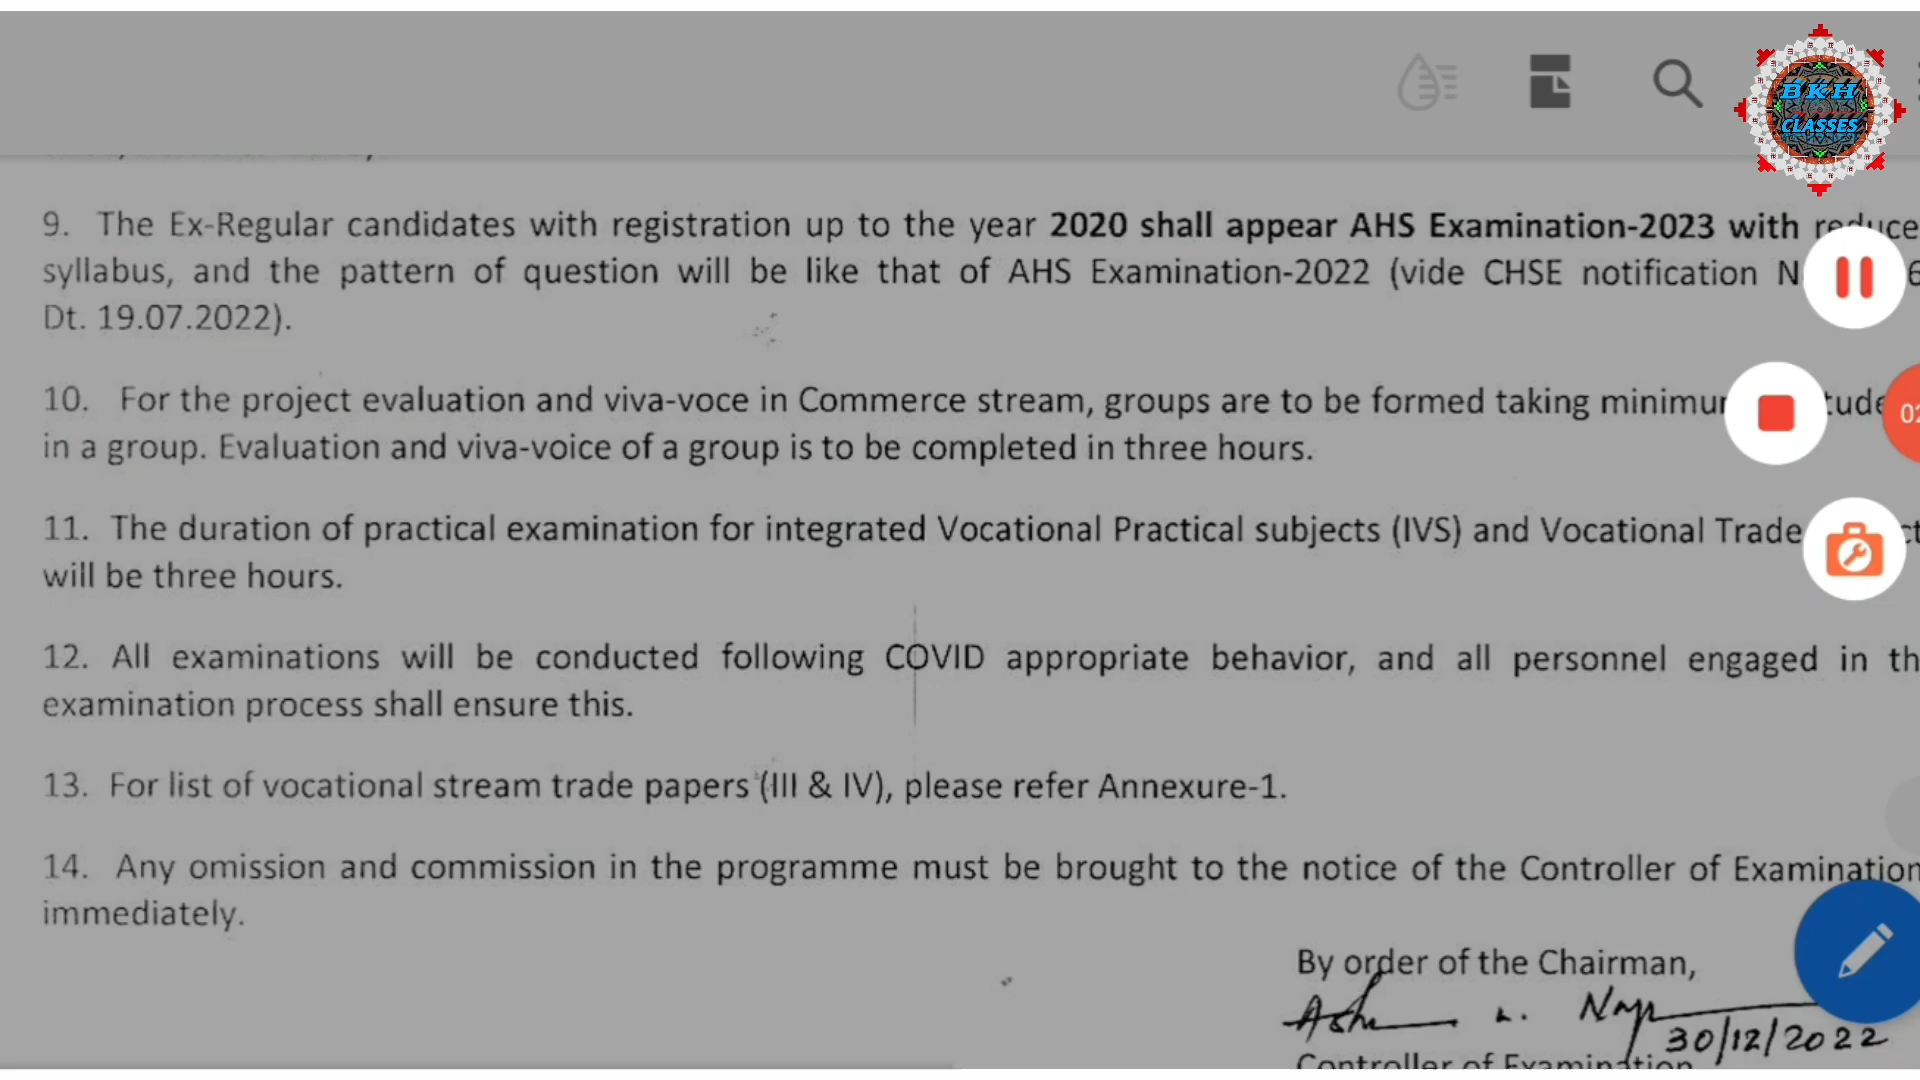 BKH
CLASSES
9. The Ex-Regular candidates with registration up to the year 2020 shall appear AHS Examination-2023 with
syllabus, and the pattern of question will be like that of AHS Examination-2022 (vide CHSE notification
Dt. 19.07.2022).
10. For the project evaluation and viva-voce in Commerce stream, groups are to be formed taking
in a group. Evaluation and viva-voice of a group is to be completed in three hours.
11. The duration of practical examination for integrated Vocational Practical subjects (IVS) and Vocational Trade
will be three hours.
12. All examinations will be conducted following COVID appropriate behavior, and all personnel engaged in
examination process shall ensure this.
13. For list of vocational stream trade papers (III & IV), please refer Annexure-1.
14. Any omission and commission in the programme must be brought to the notice of the Controller of Examination
immediately.
By order of the Chairman,
30/12/2022
Controller of Examination